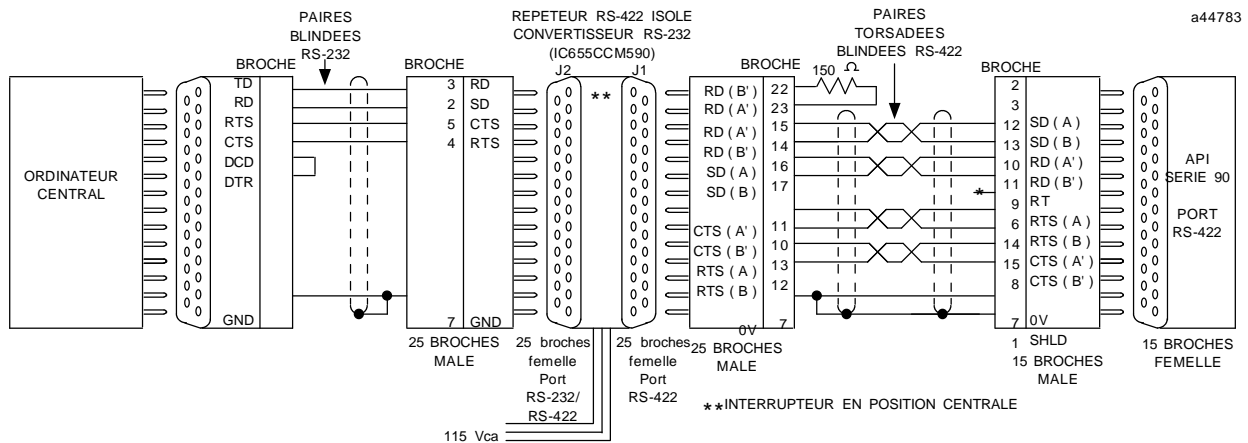 a44783
PAIRES
BLINDEES
RS-232
REPETEUR RS-422 ISOLE
CONVERTISSEUR RS-232
(IC655CCM590)
J2
J1
PAIRES
TORSADEES
BLINDEES RS-422
ORDINATEUR
CENTRAL
BROCHE
TD
RD
RTS
CTS
DCD
DTR
GND
BROCHE
3 RD
2 SD
5 CTS
4 RTS
7 GND
25 BROCHES
MALE
**
25 broches
femelle
Port
RS-232/
RS-422
25 broches
femelle
Port
RS-422
115 Vca
BROCHE
150 Ω
RD ( B' ) 22
RD ( A' ) 23
RD ( A' ) 15
RD ( B' ) 14
SD ( A ) 16
SD ( B ) 17
CTS ( A' ) 11
CTS ( B' ) 10
RTS ( A ) 13
RTS ( B ) 12
0V 7
25 BROCHES
MALE
BROCHE
2
3
12 SD ( A )
13 SD ( B )
10 RD ( A' )
11 RD ( B' )
*
9 RT
6 RTS ( A )
14 RTS ( B )
15 CTS ( A' )
8 CTS ( B' )
7 0V
1 SHLD
15 BROCHES
MALE
API
SERIE 90
PORT
RS-422
15 BROCHES
FEMELLE
**INTERRUPTEUR EN POSITION CENTRALE